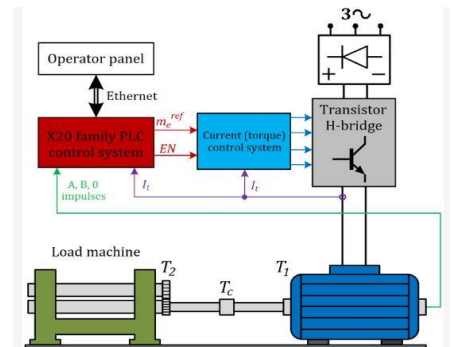 3~
Operator panel
+ −
Ethernet
Transistor
H-bridge
X20 family PLC
control system
m_e^ref
EN
Current (torque)
control system
A, B, 0
impulses
I_t
I_t
Load machine
T_2
T_c
T_1